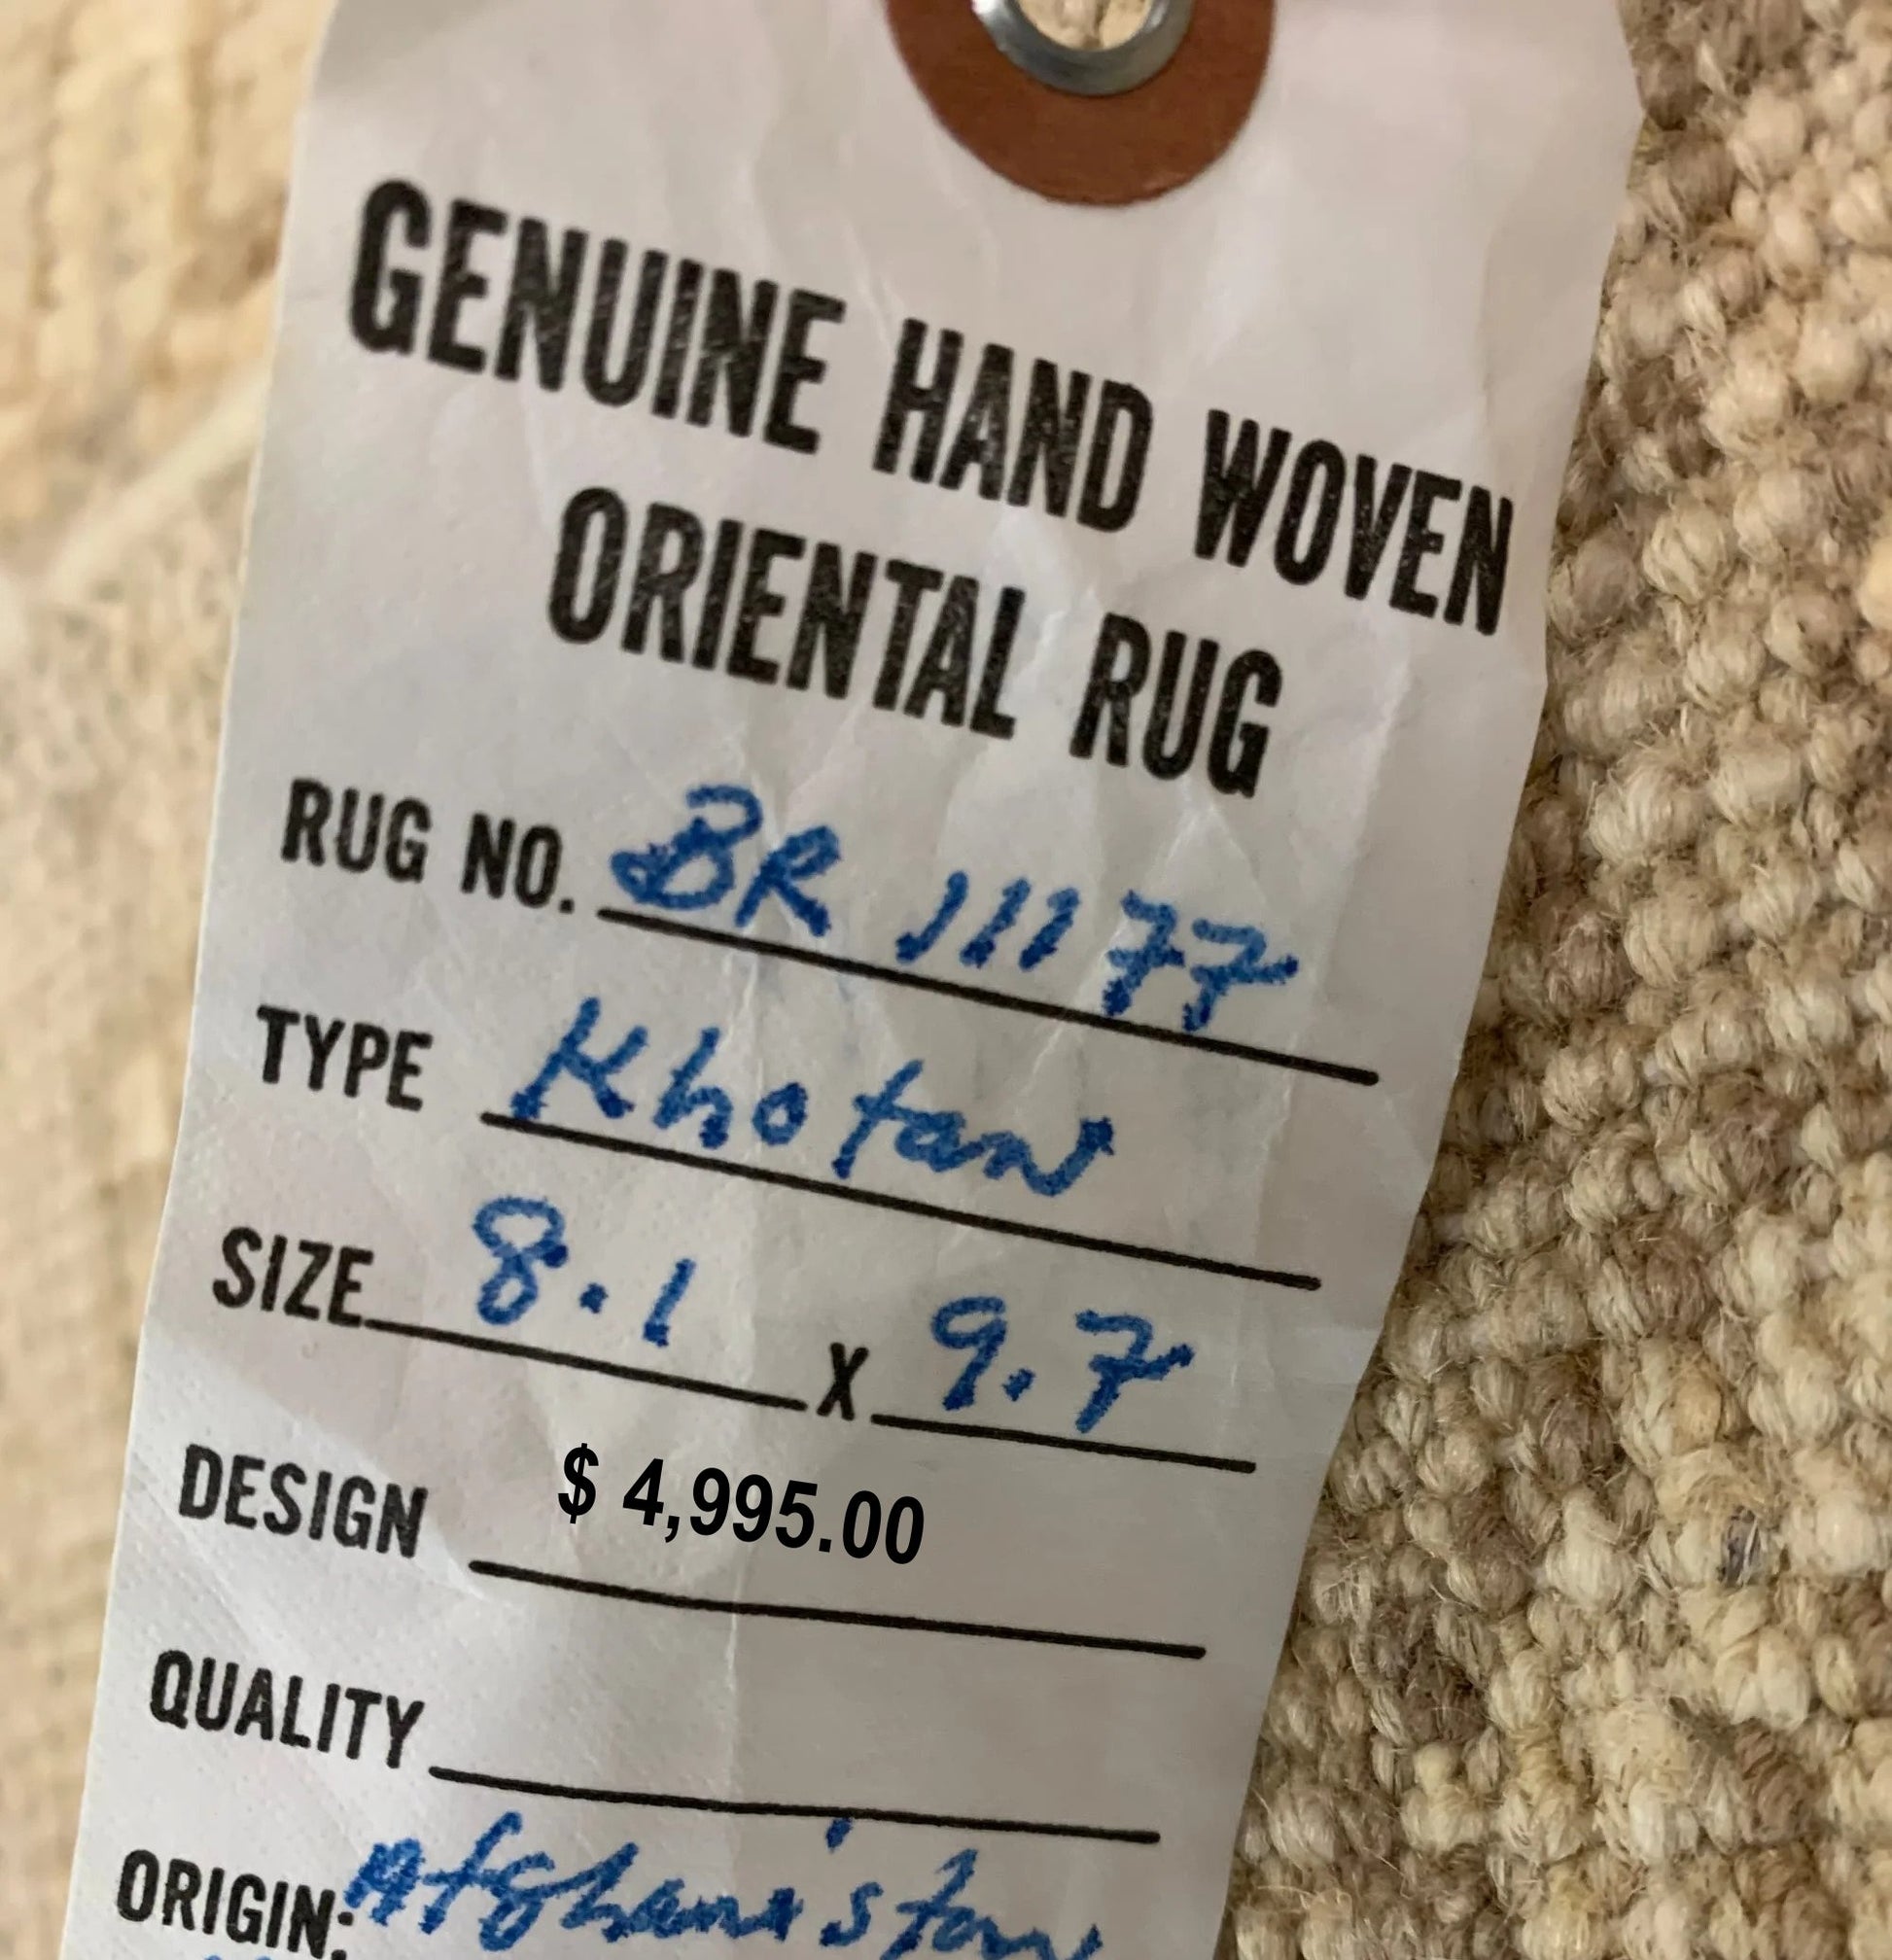 GENUINE HAND WOVEN
ORIENTAL RUG
RUG NO. BR 11177
TYPE Khotan
SIZE 8.1 X 9.7
DESIGN $ 4,995.00
QUALITY
ORIGIN: Afghanistan